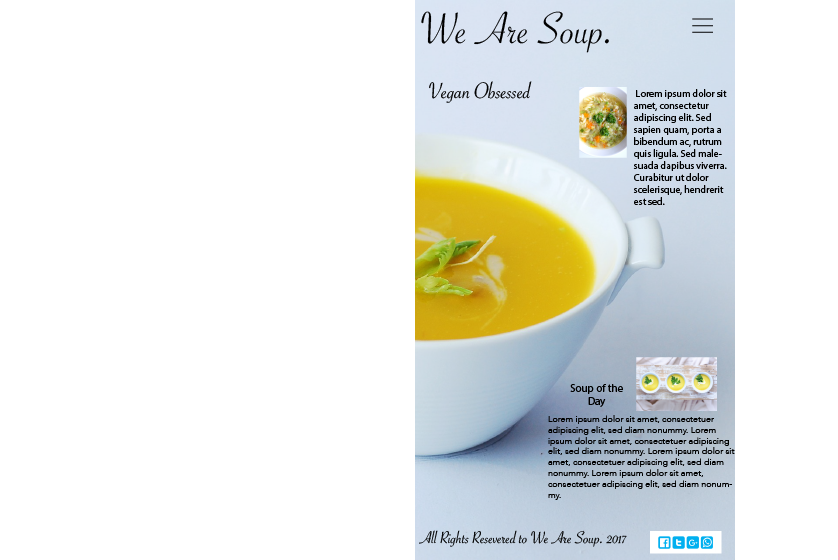 We Are Soup.
Vegan Obsessed
Lorem ipsum dolor sit
amet, consectetur
adipiscing elit. Sed
sapien quam, porta a
bibendum ac, rutrum
quis ligula. Sed male-
suada dapibus viverra.
Curabitur ut dolor
scelerisque, hendrerit
est sed.
Soup of the
Day
Lorem ipsum dolor sit amet, consectetuer
adipiscing elit, sed diam nonummy. Lorem
ipsum dolor sit amet, consectetuer adipiscing
elit, sed diam nonummy. Lorem ipsum dolor sit
amet, consectetuer adipiscing elit, sed diam
nonummy. Lorem ipsum dolor sit amet,
consectetuer adipiscing elit, sed diam nonum-
my.
All Rights Resevered to We Are Soup. 2017